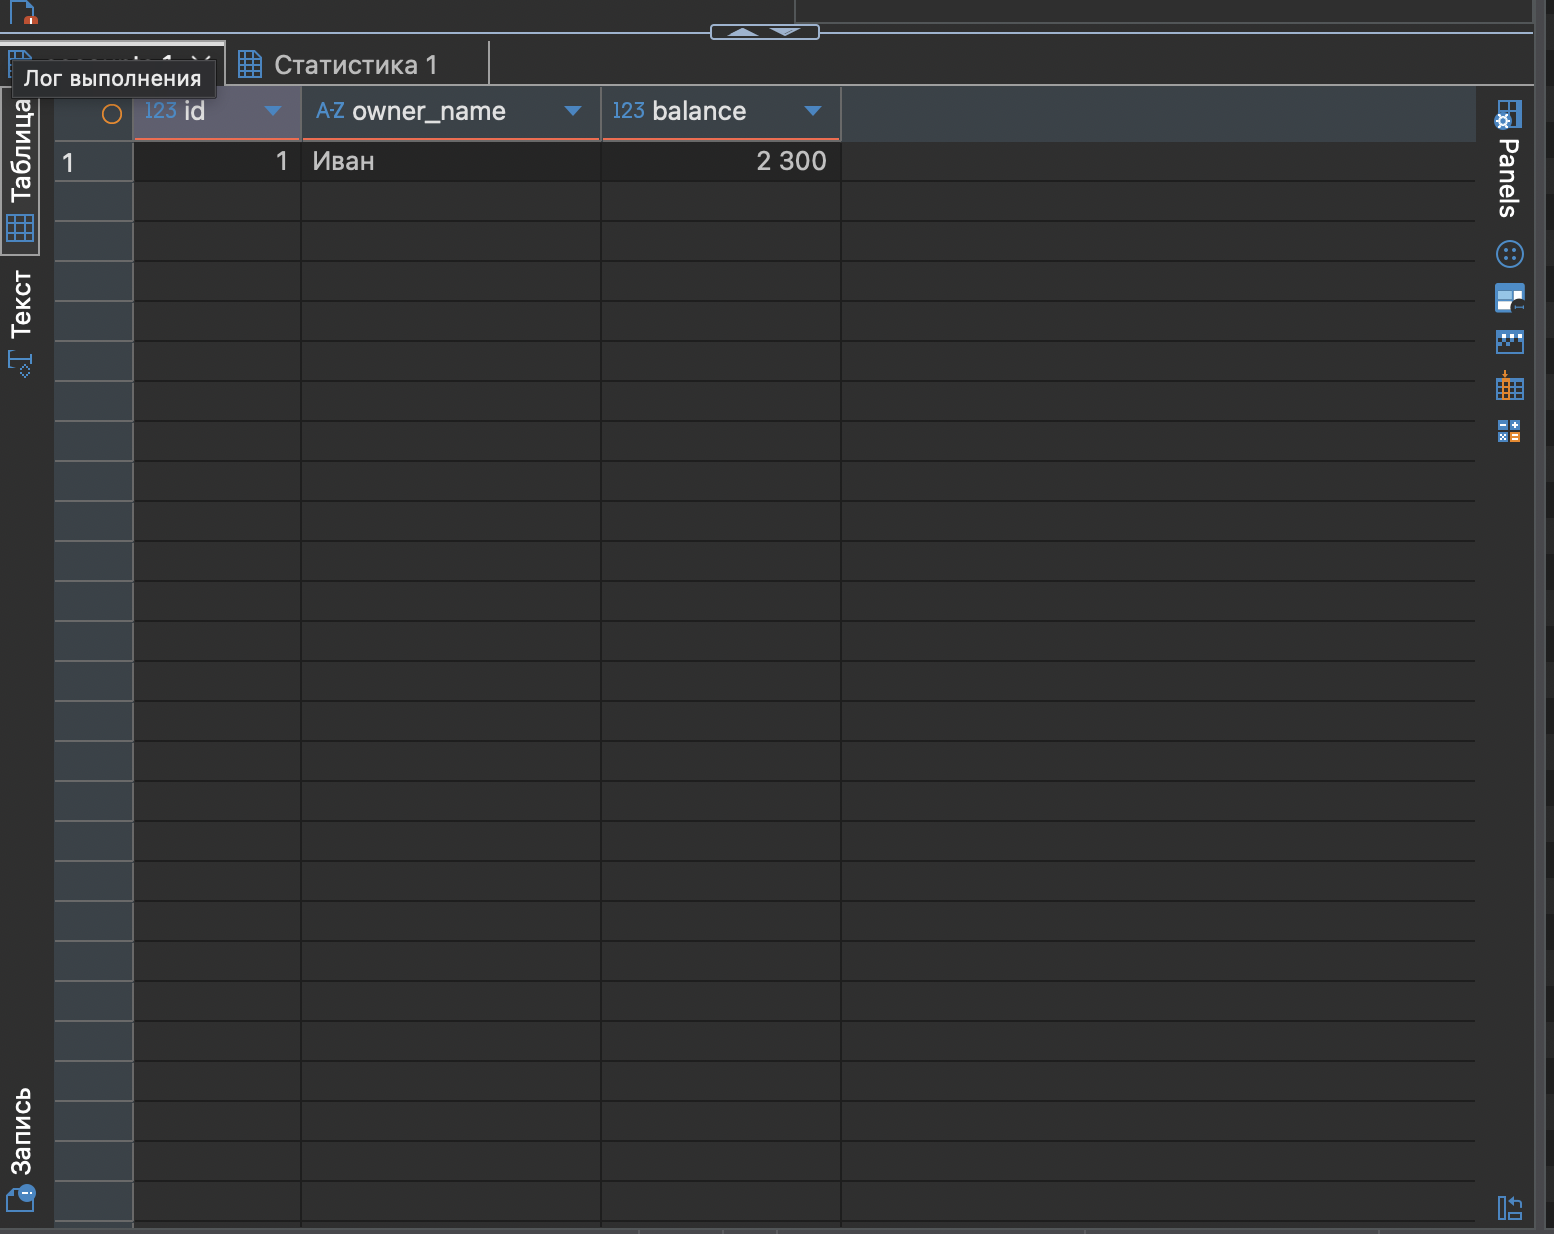 Статистика 1
Лог выполнения
123 id
A-Z owner_name
123 balance
1
1
Иван
2 300
Таблица
Текст
Запись
Panels